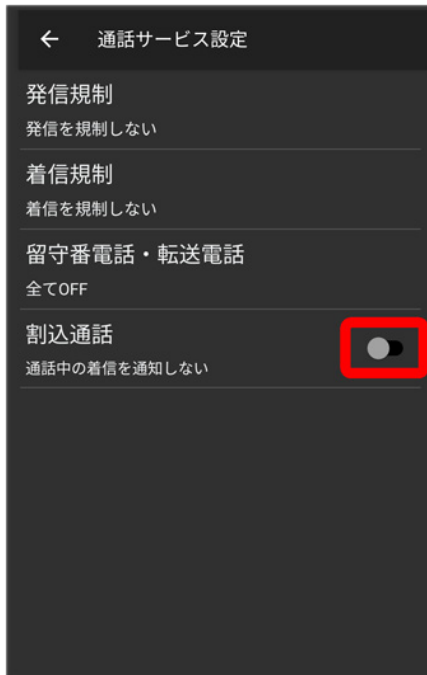 通話サービス設定
発信規制
発信を規制しない
着信規制
着信を規制しない
留守番電話・転送電話
全てOFF
割込通話
通話中の着信を通知しない